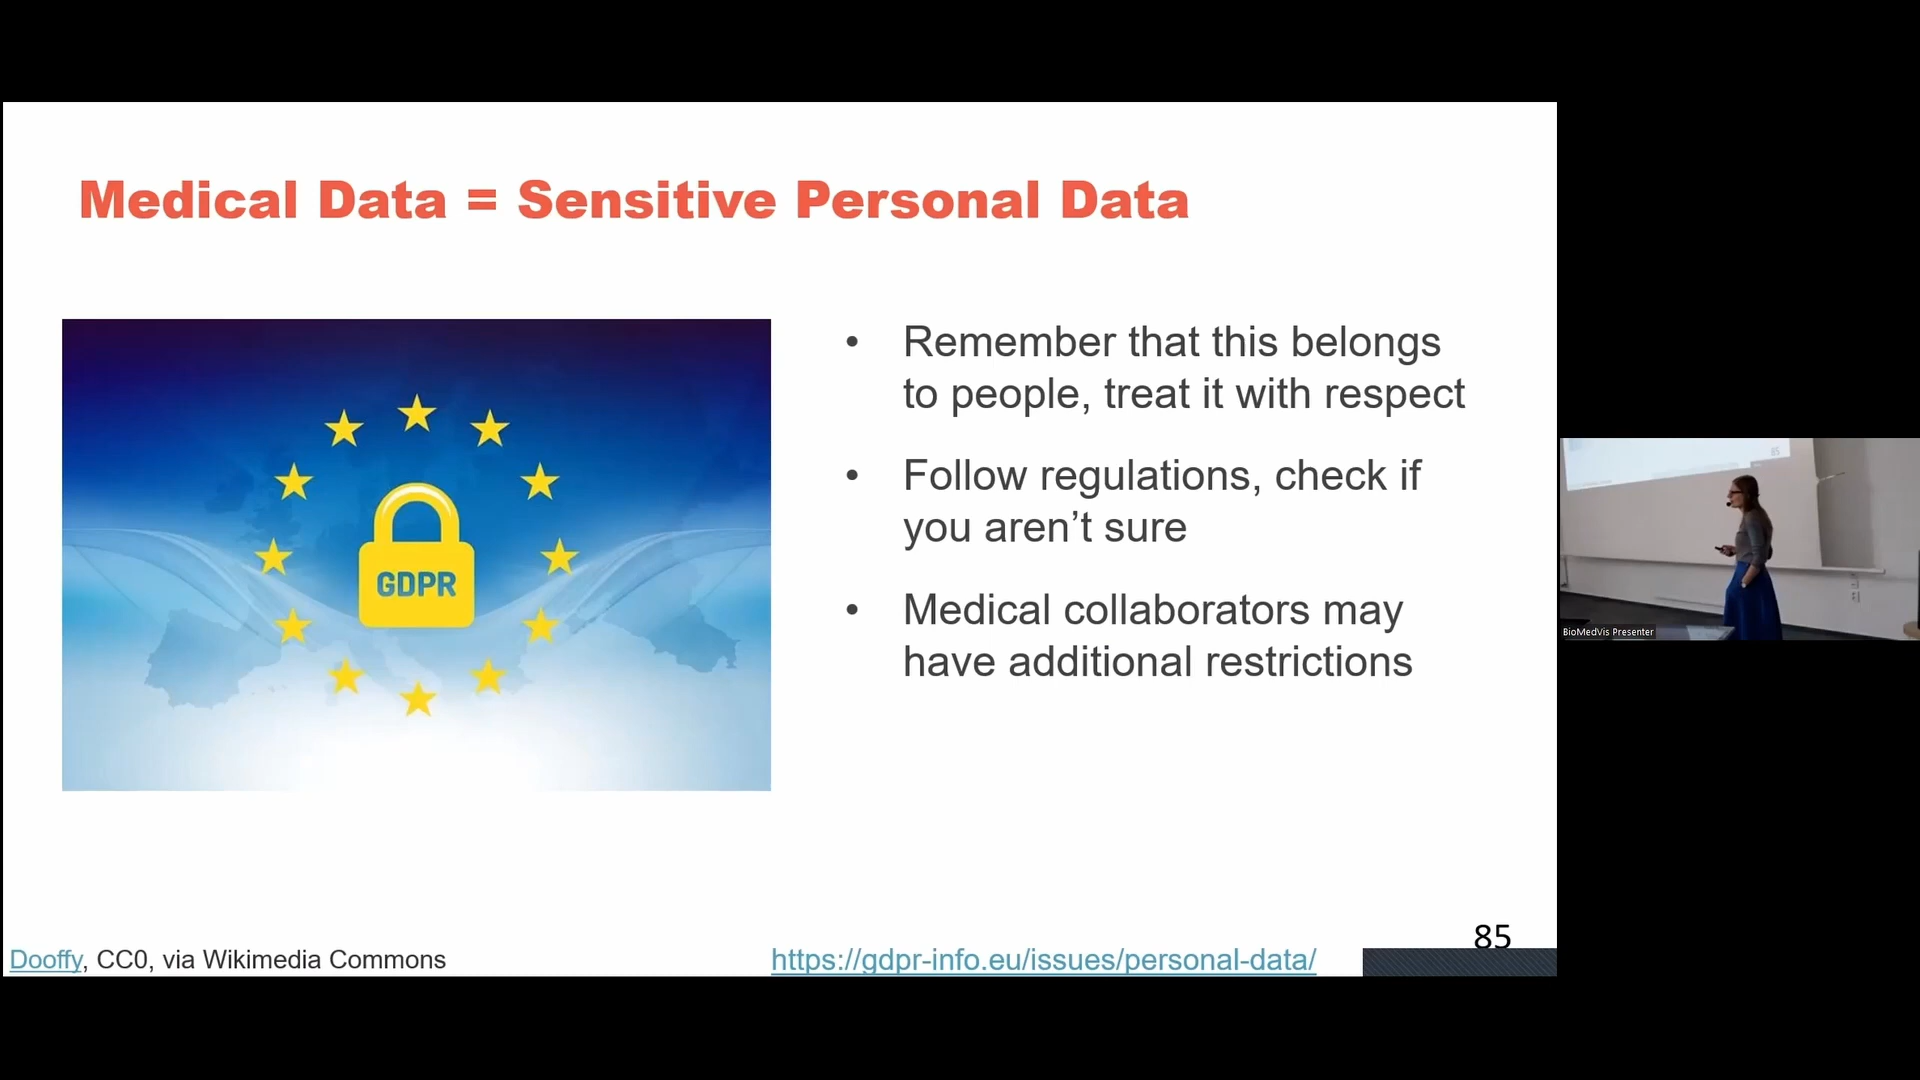 Medical Data = Sensitive Personal Data
GDPR
• Remember that this belongs
to people, treat it with respect
• Follow regulations, check if
you aren’t sure
• Medical collaborators may
have additional restrictions
85
Dooffy, CC0, via Wikimedia Commons
https://gdpr-info.eu/issues/personal-data/
85
BioMedVis Presenter